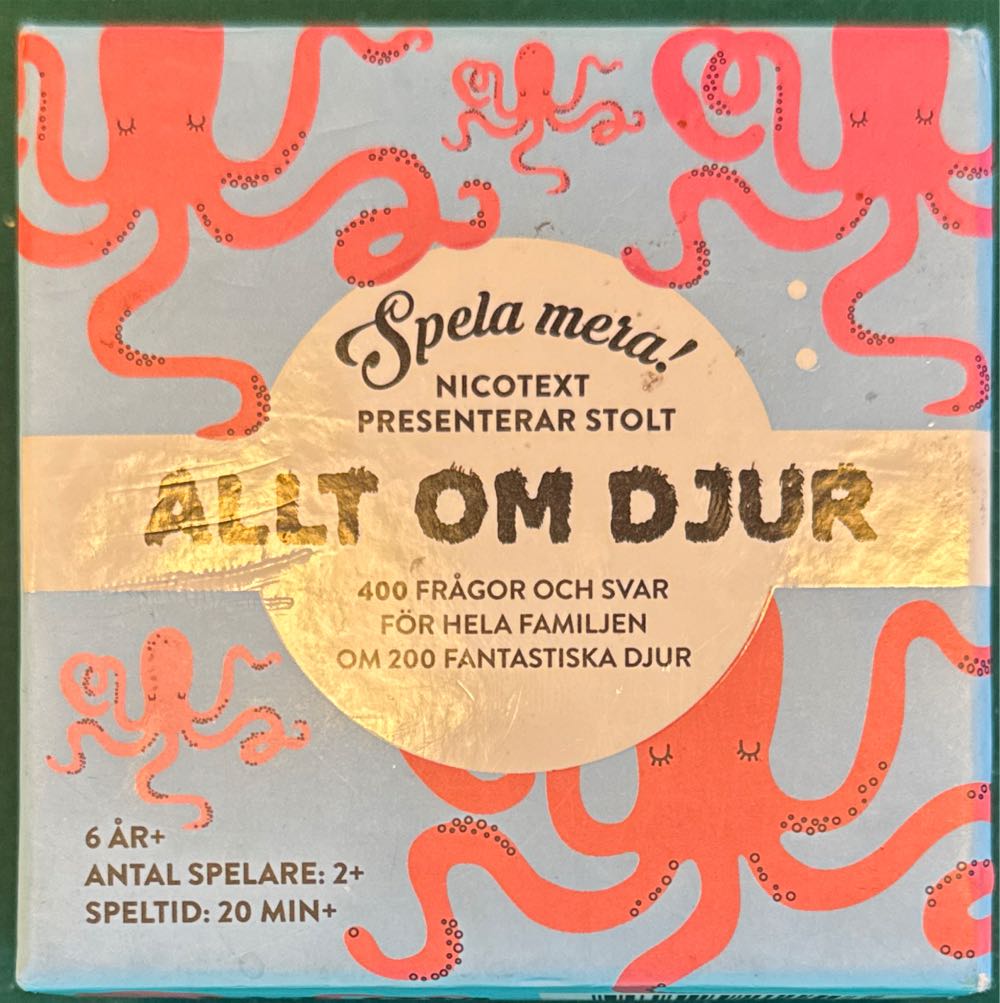 Spela mera!
NICOTEXT
PRESENTERAR STOLT
ALLT OM DJUR
400 FRÅGOR OCH SVAR
FÖR HELA FAMILJEN
OM 200 FANTASTISKA DJUR
6 ÅR+
ANTAL SPELARE: 2+
SPELTID: 20 MIN+